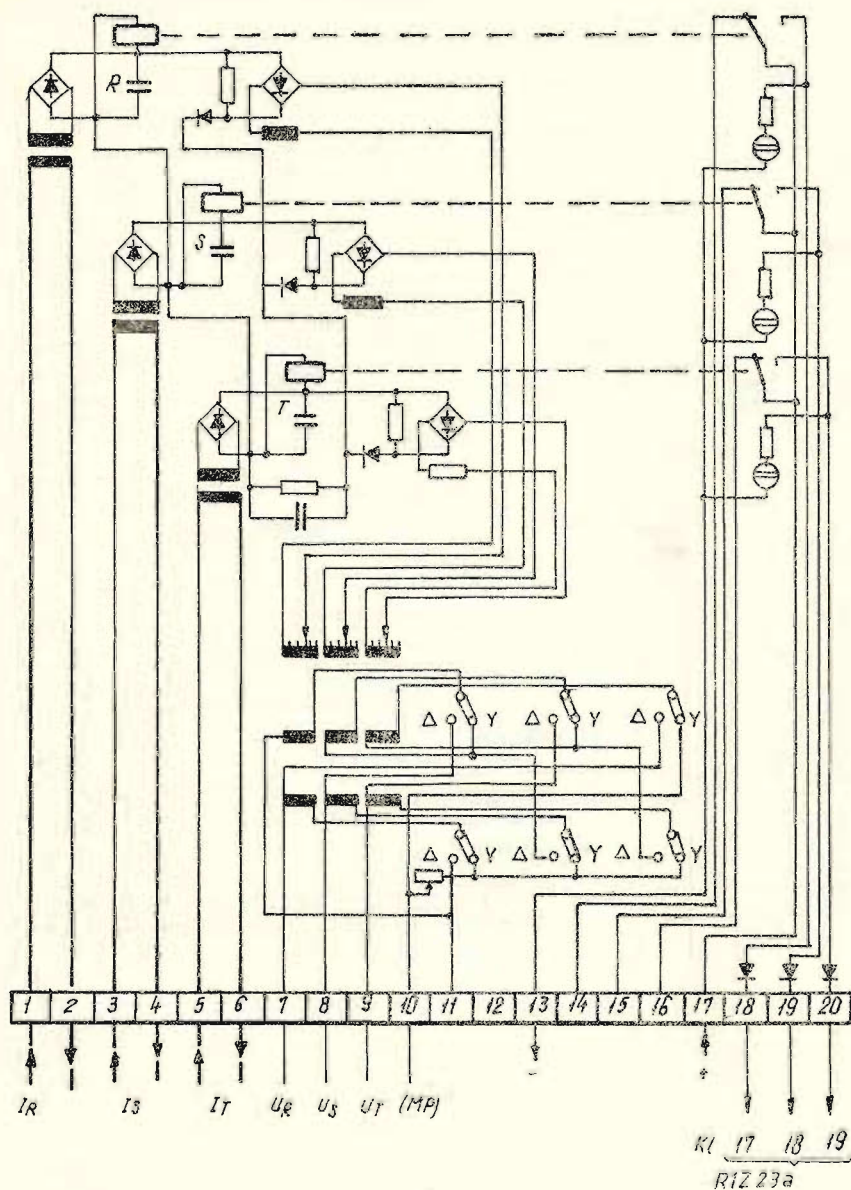 R
S
T
Δ Y Δ Y Δ Y
Δ Y Δ Y Δ Y
1 2 3 4 5 6 7 8 9 10 11 12 13 14 15 16 17 18 19 20
- +
IR IS IT UR US UT (MP)
Kl 17 18 19
RIZ 23a